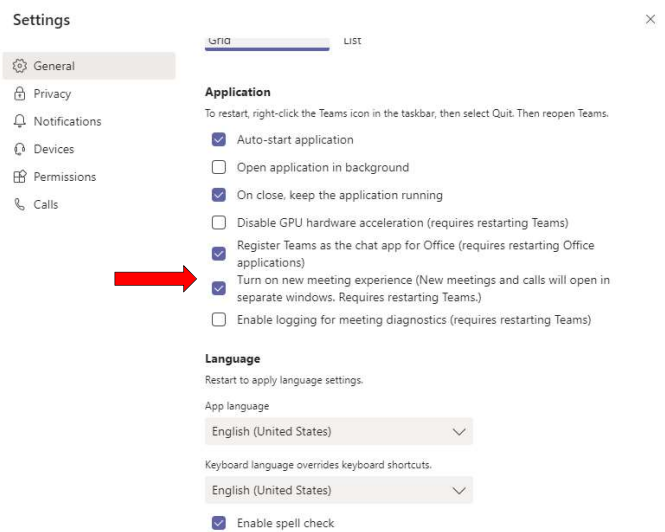 Settings
Grid List
General
Privacy
Notifications
Devices
Permissions
Calls
Application
To restart, right-click the Teams icon in the taskbar, then select Quit. Then reopen Teams.
Auto-start application
Open application in background
On close, keep the application running
Disable GPU hardware acceleration (requires restarting Teams)
Register Teams as the chat app for Office (requires restarting Office
applications)
Turn on new meeting experience (New meetings and calls will open in
separate windows. Requires restarting Teams.)
Enable logging for meeting diagnostics (requires restarting Teams)
Language
Restart to apply language settings.
App language
English (United States)
Keyboard language overrides keyboard shortcuts.
English (United States)
Enable spell check